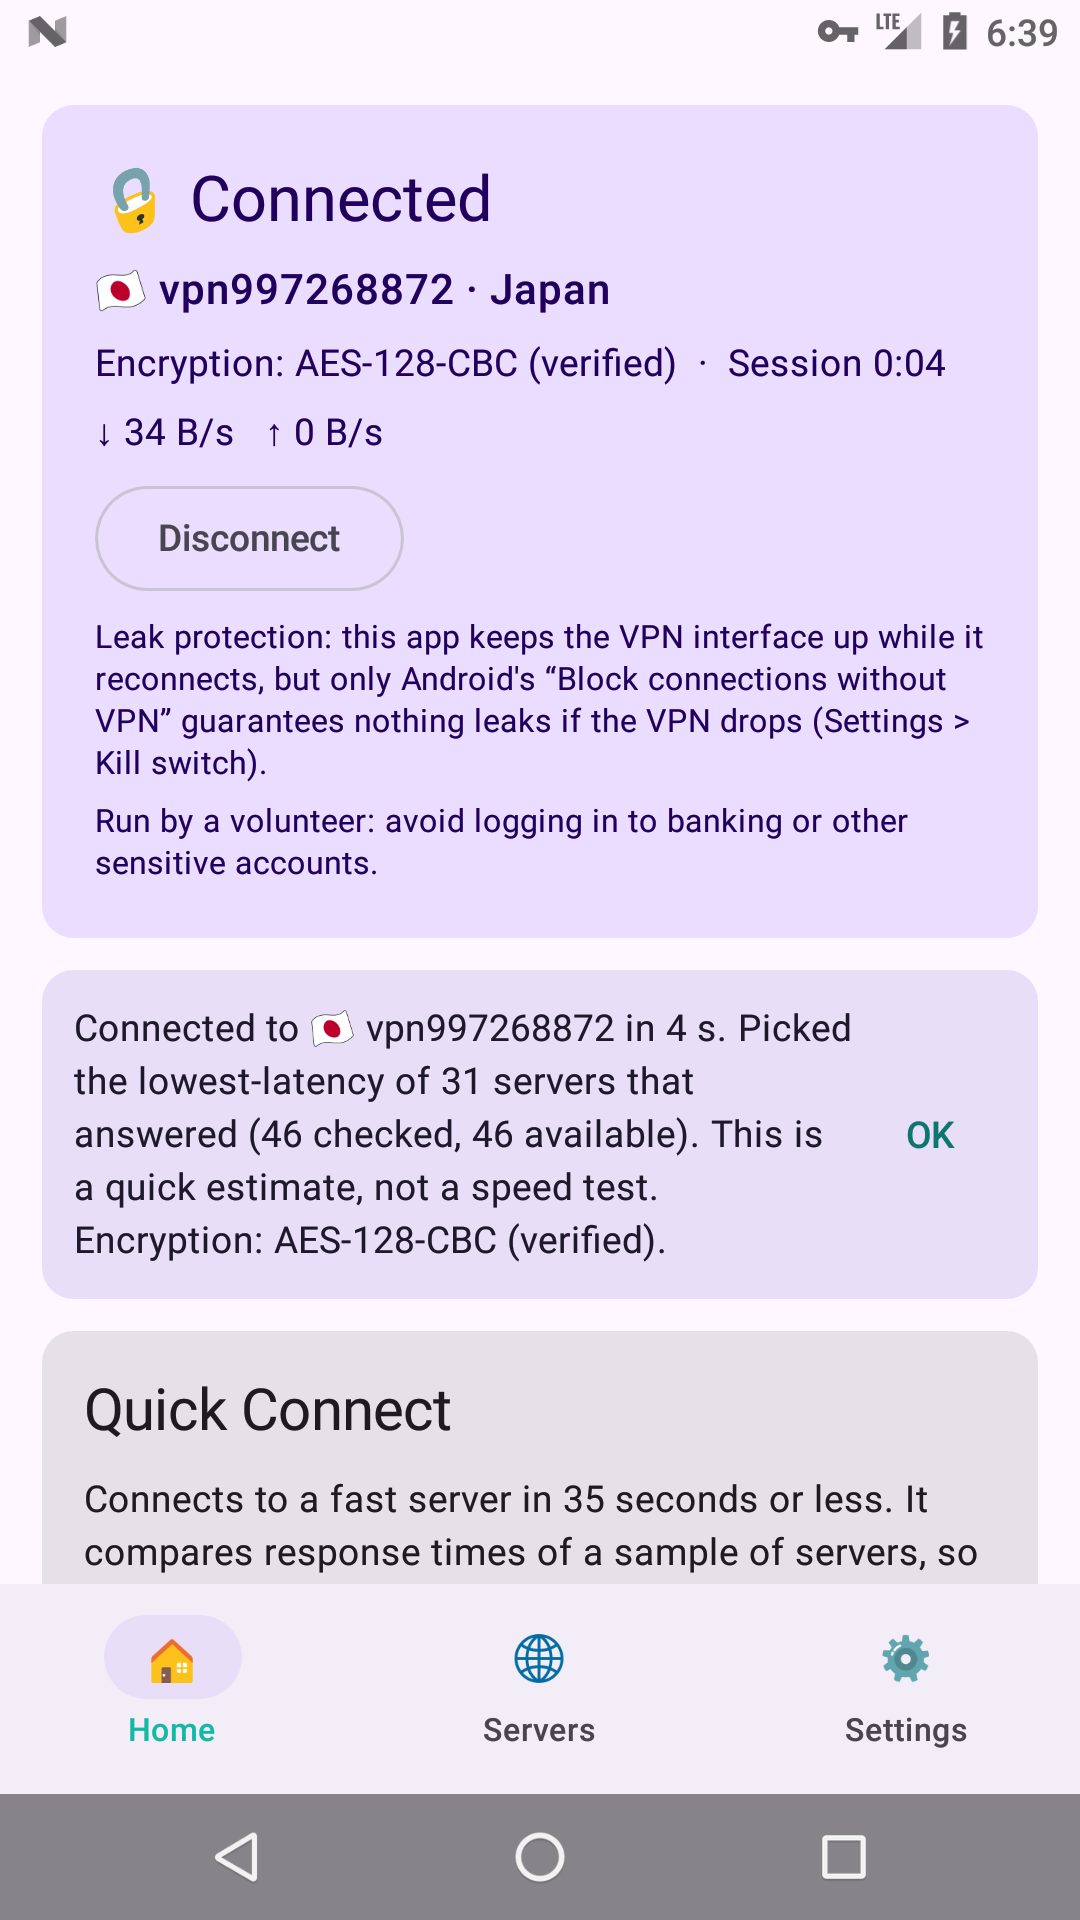 LTE 6:39
Connected
vpn997268872 · Japan
Encryption: AES-128-CBC (verified) · Session 0:04
↓ 34 B/s ↑ 0 B/s
Disconnect
Leak protection: this app keeps the VPN interface up while it
reconnects, but only Android's “Block connections without
VPN” guarantees nothing leaks if the VPN drops (Settings >
Kill switch).
Run by a volunteer: avoid logging in to banking or other
sensitive accounts.
Connected to 🇯🇵 vpn997268872 in 4 s. Picked
the lowest-latency of 31 servers that
answered (46 checked, 46 available). This is
a quick estimate, not a speed test.
Encryption: AES-128-CBC (verified).
OK
Quick Connect
Connects to a fast server in 35 seconds or less. It
compares response times of a sample of servers, so
Home
Servers
Settings